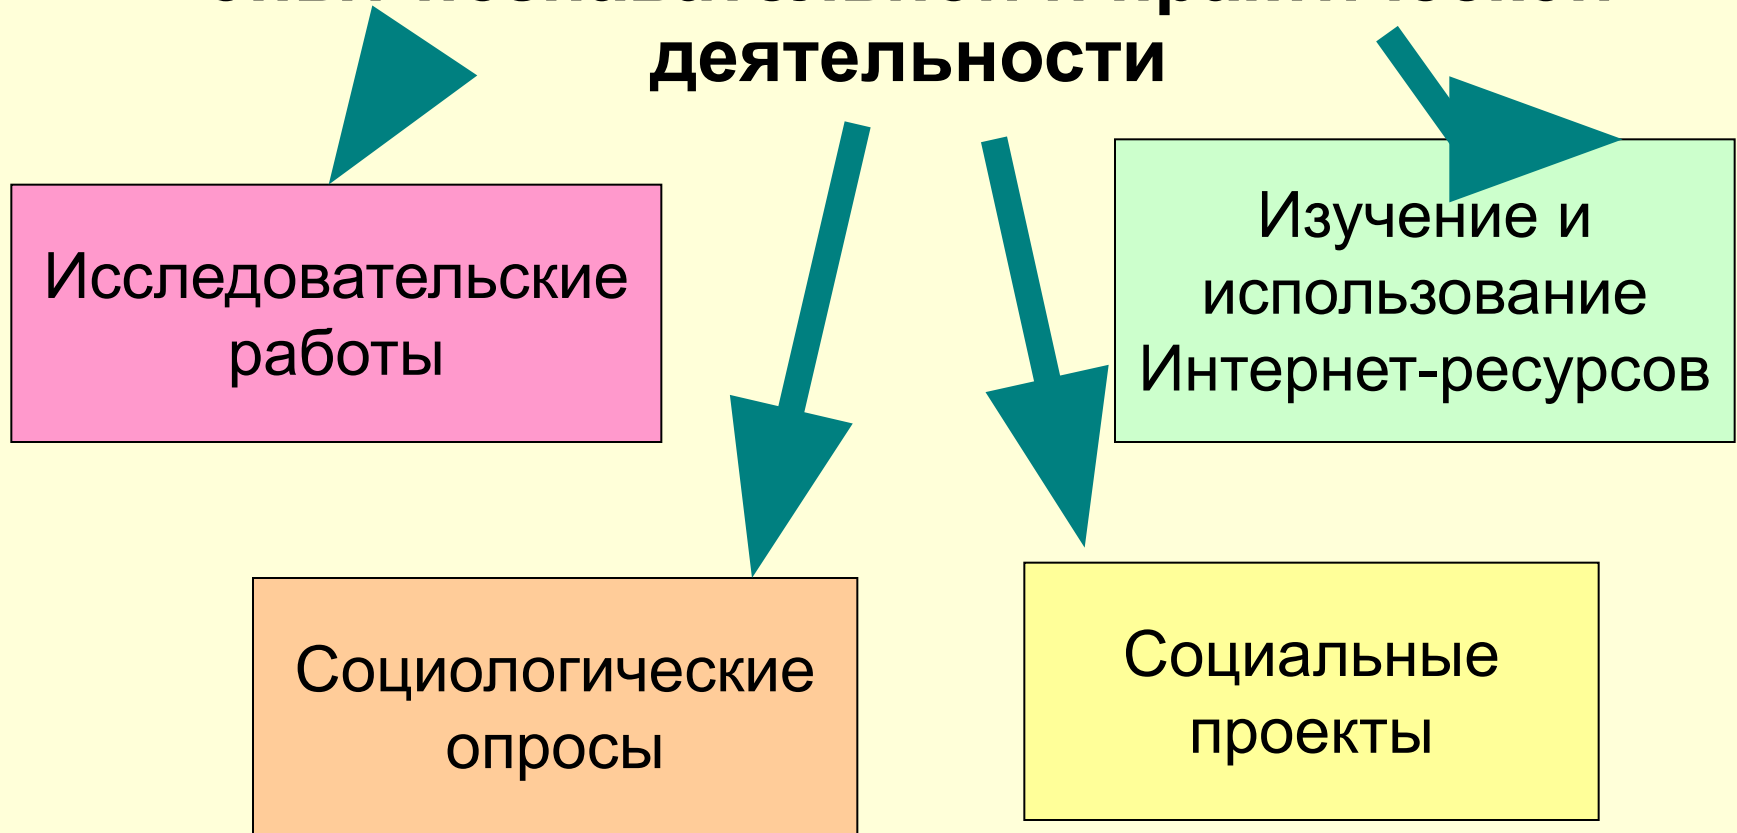 деятельности
Исследовательские
работы
Изучение и
использование
Интернет-ресурсов
Социологические
опросы
Социальные
проекты